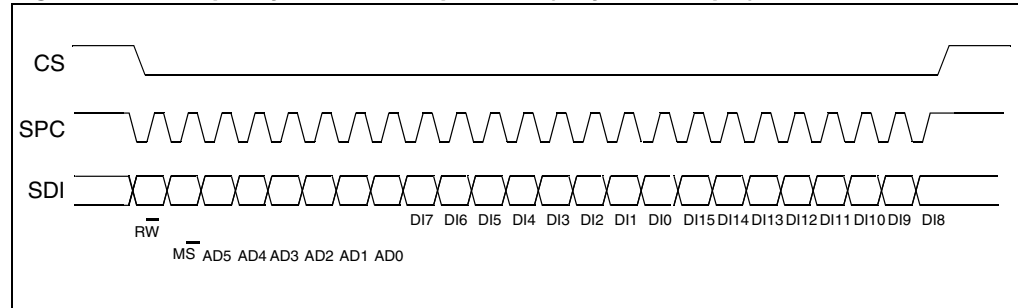 CS
SPC
SDI
DI7 DI6 DI5 DI4 DI3 DI2 DI1 DI0 DI15 DI14 DI13 DI12 DI11 DI10 DI9 DI8
RW
MS AD5 AD4 AD3 AD2 AD1 AD0